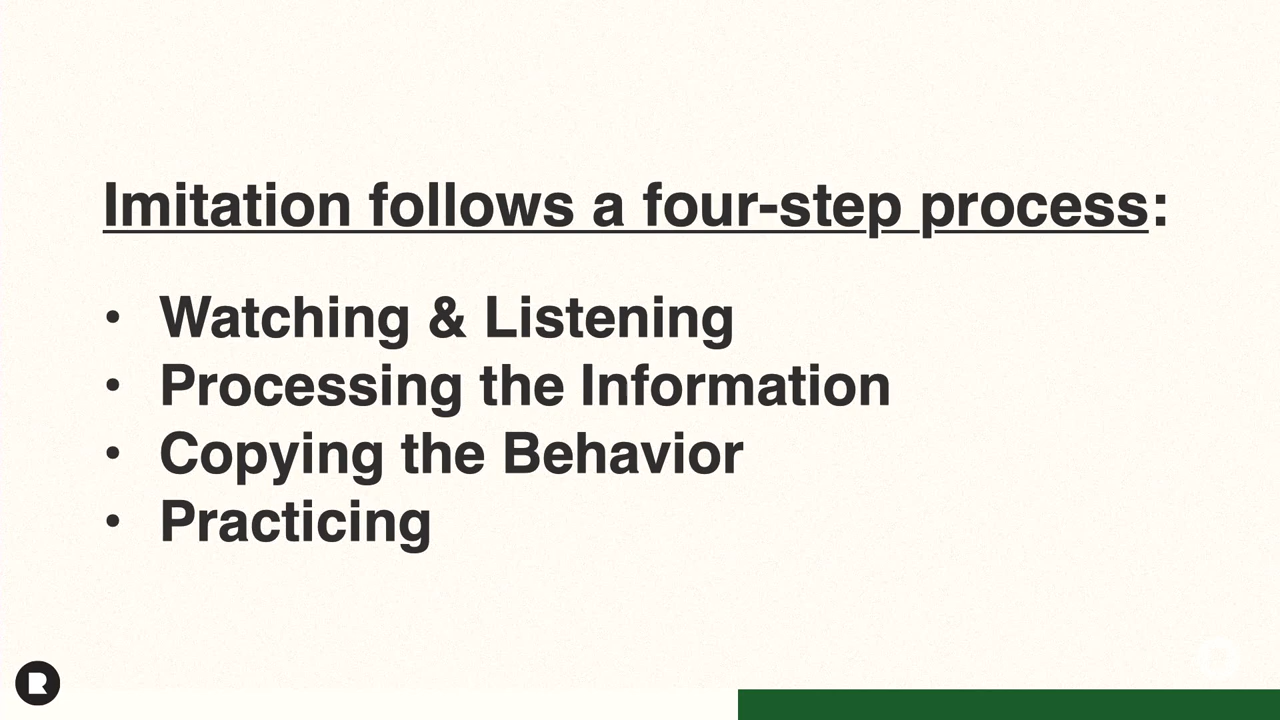 Imitation follows a four-step process:
• Watching & Listening
• Processing the Information
• Copying the Behavior
• Practicing
R